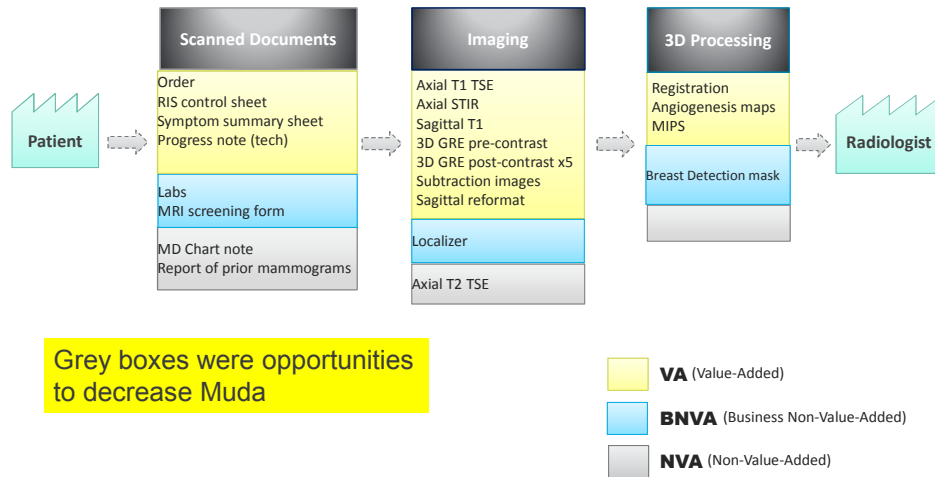 Scanned Documents
Imaging
3D Processing
Patient
Order
RIS control sheet
Symptom summary sheet
Progress note (tech)
Labs
MRI screening form
MD Chart note
Report of prior mammograms
Axial T1 TSE
Axial STIR
Sagittal T1
3D GRE pre-contrast
3D GRE post-contrast x5
Subtraction images
Sagittal reformat
Localizer
Axial T2 TSE
Registration
Angiogenesis maps
MIPS
Breast Detection mask
Radiologist
Grey boxes were opportunities
to decrease Muda
VA (Value-Added)
BNVA (Business Non-Value-Added)
NVA (Non-Value-Added)